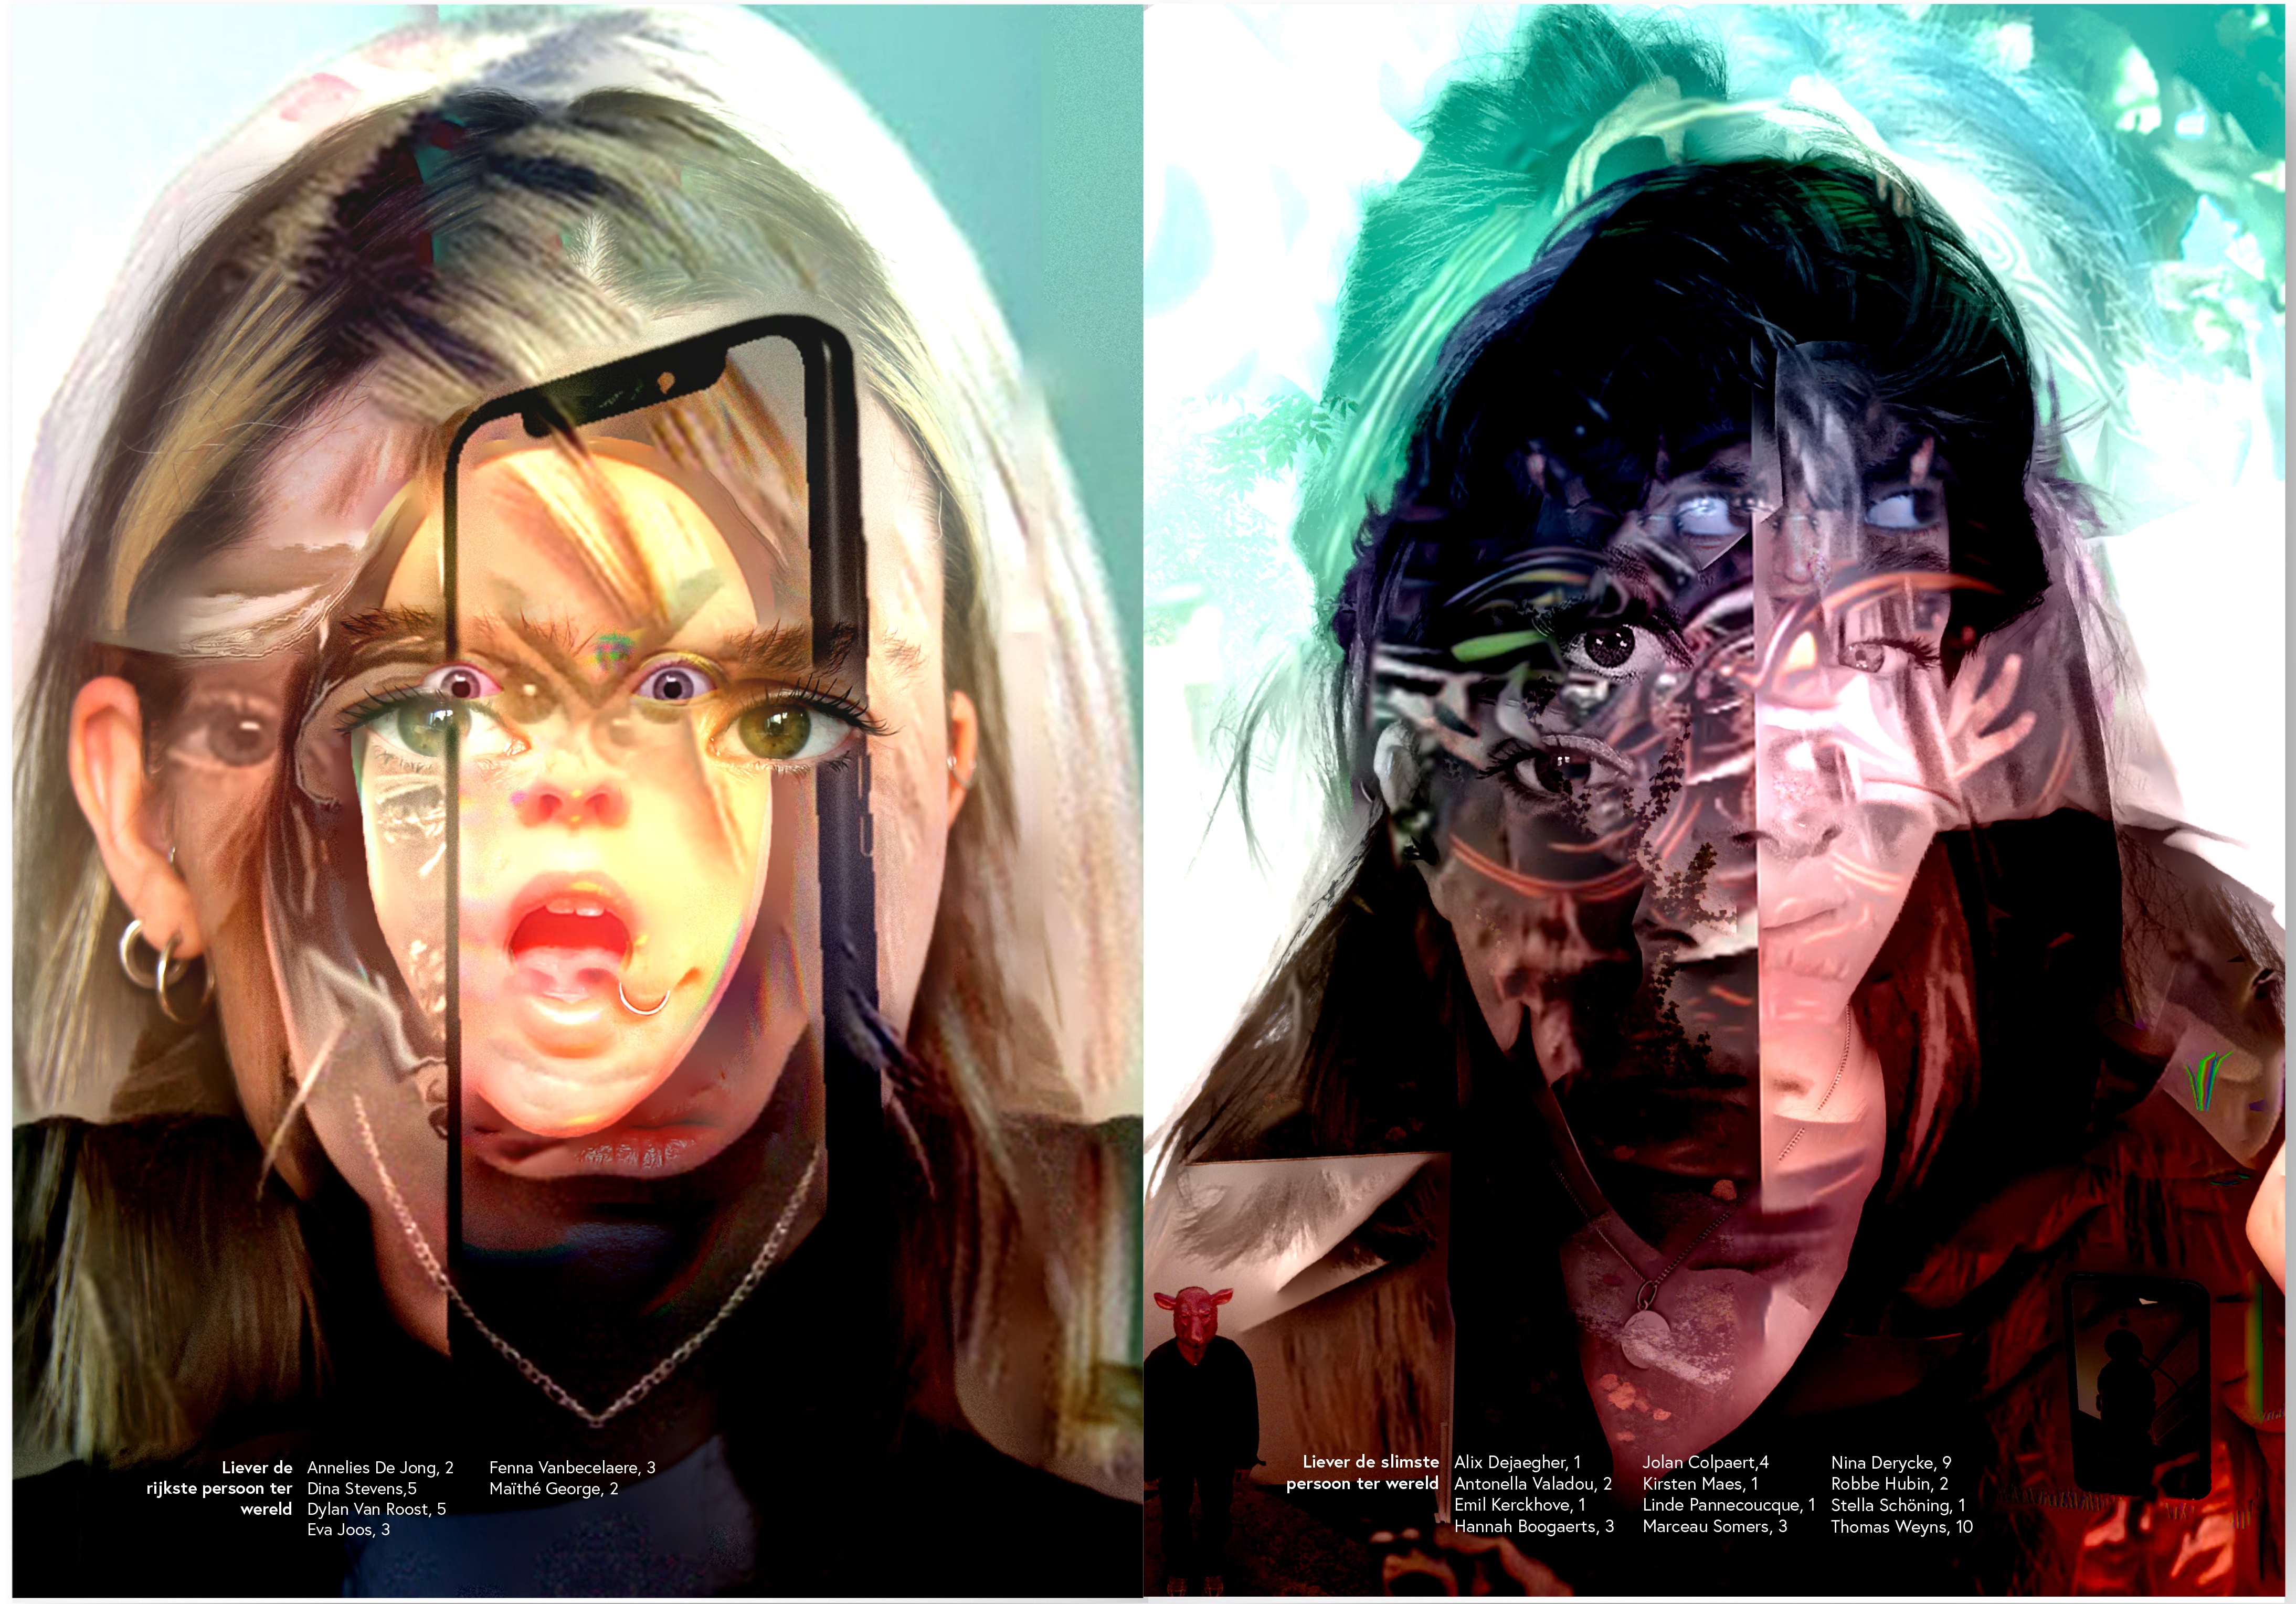 Liever de
rijkste persoon ter
wereld
Annelies De Jong, 2
Dina Stevens,5
Dylan Van Roost, 5
Eva Joos, 3
Fenna Vanbecelaere, 3
Maïthé George, 2
Liever de slimste
persoon ter wereld
Alix Dejaegher, 1
Antonella Valadou, 2
Emil Kerckhove, 1
Hannah Boogaerts, 3
Jolan Colpaert,4
Kirsten Maes, 1
Linde Pannecoucque, 1
Marceau Somers, 3
Nina Derycke, 9
Robbe Hubin, 2
Stella Schöning, 1
Thomas Weyns, 10